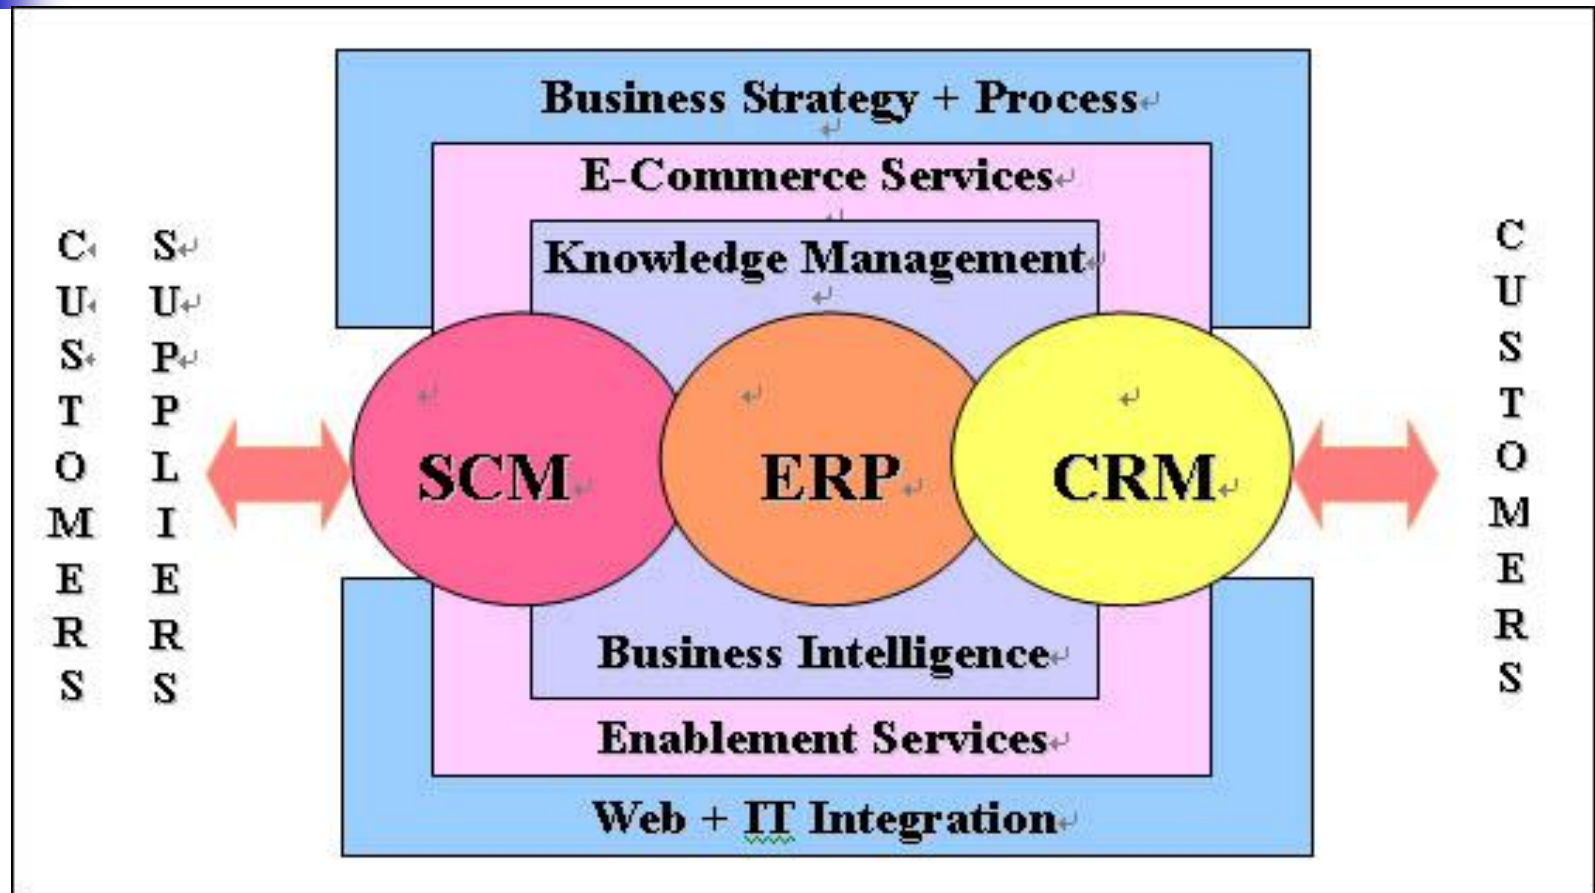 Business Strategy + Process
E-Commerce Services
Knowledge Management
CUSTOMERS
SUPPLIERS
SCM
ERP
CRM
CUSTOMERS
Business Intelligence
Enablement Services
Web + IT Integration